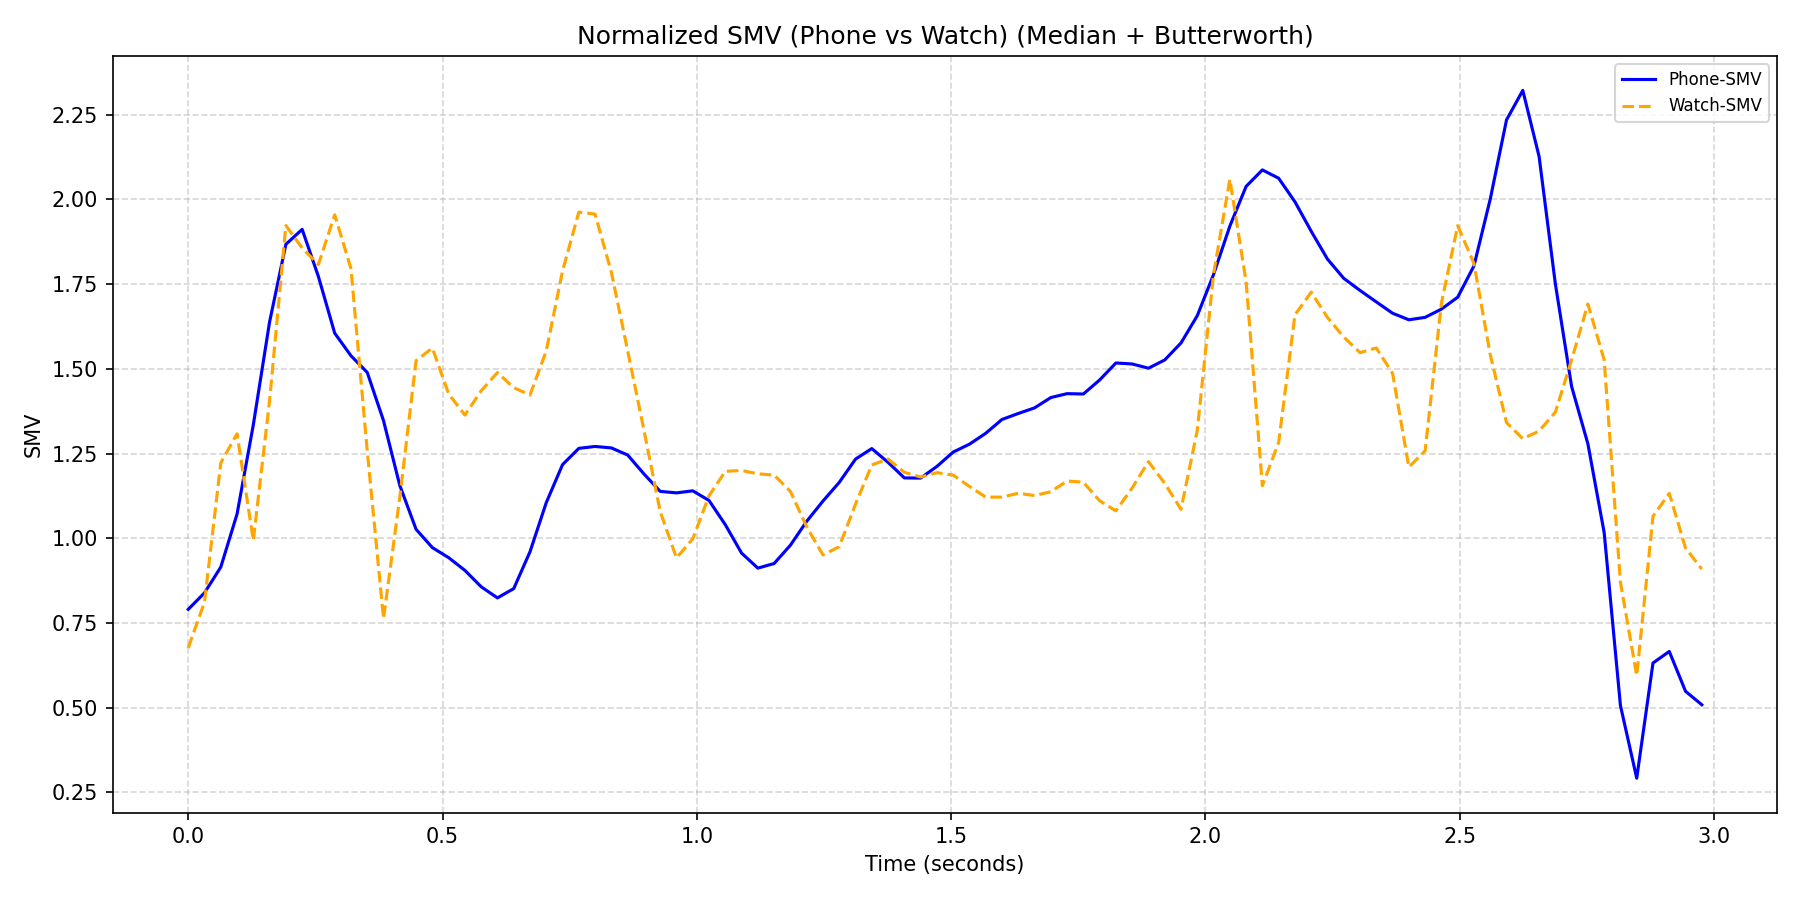 Normalized SMV (Phone vs Watch) (Median + Butterworth)
Phone-SMV
Watch-SMV
SMV
2.25
2.00
1.75
1.50
1.25
1.00
0.75
0.50
0.25
0.0 0.5 1.0 1.5 2.0 2.5 3.0
Time (seconds)